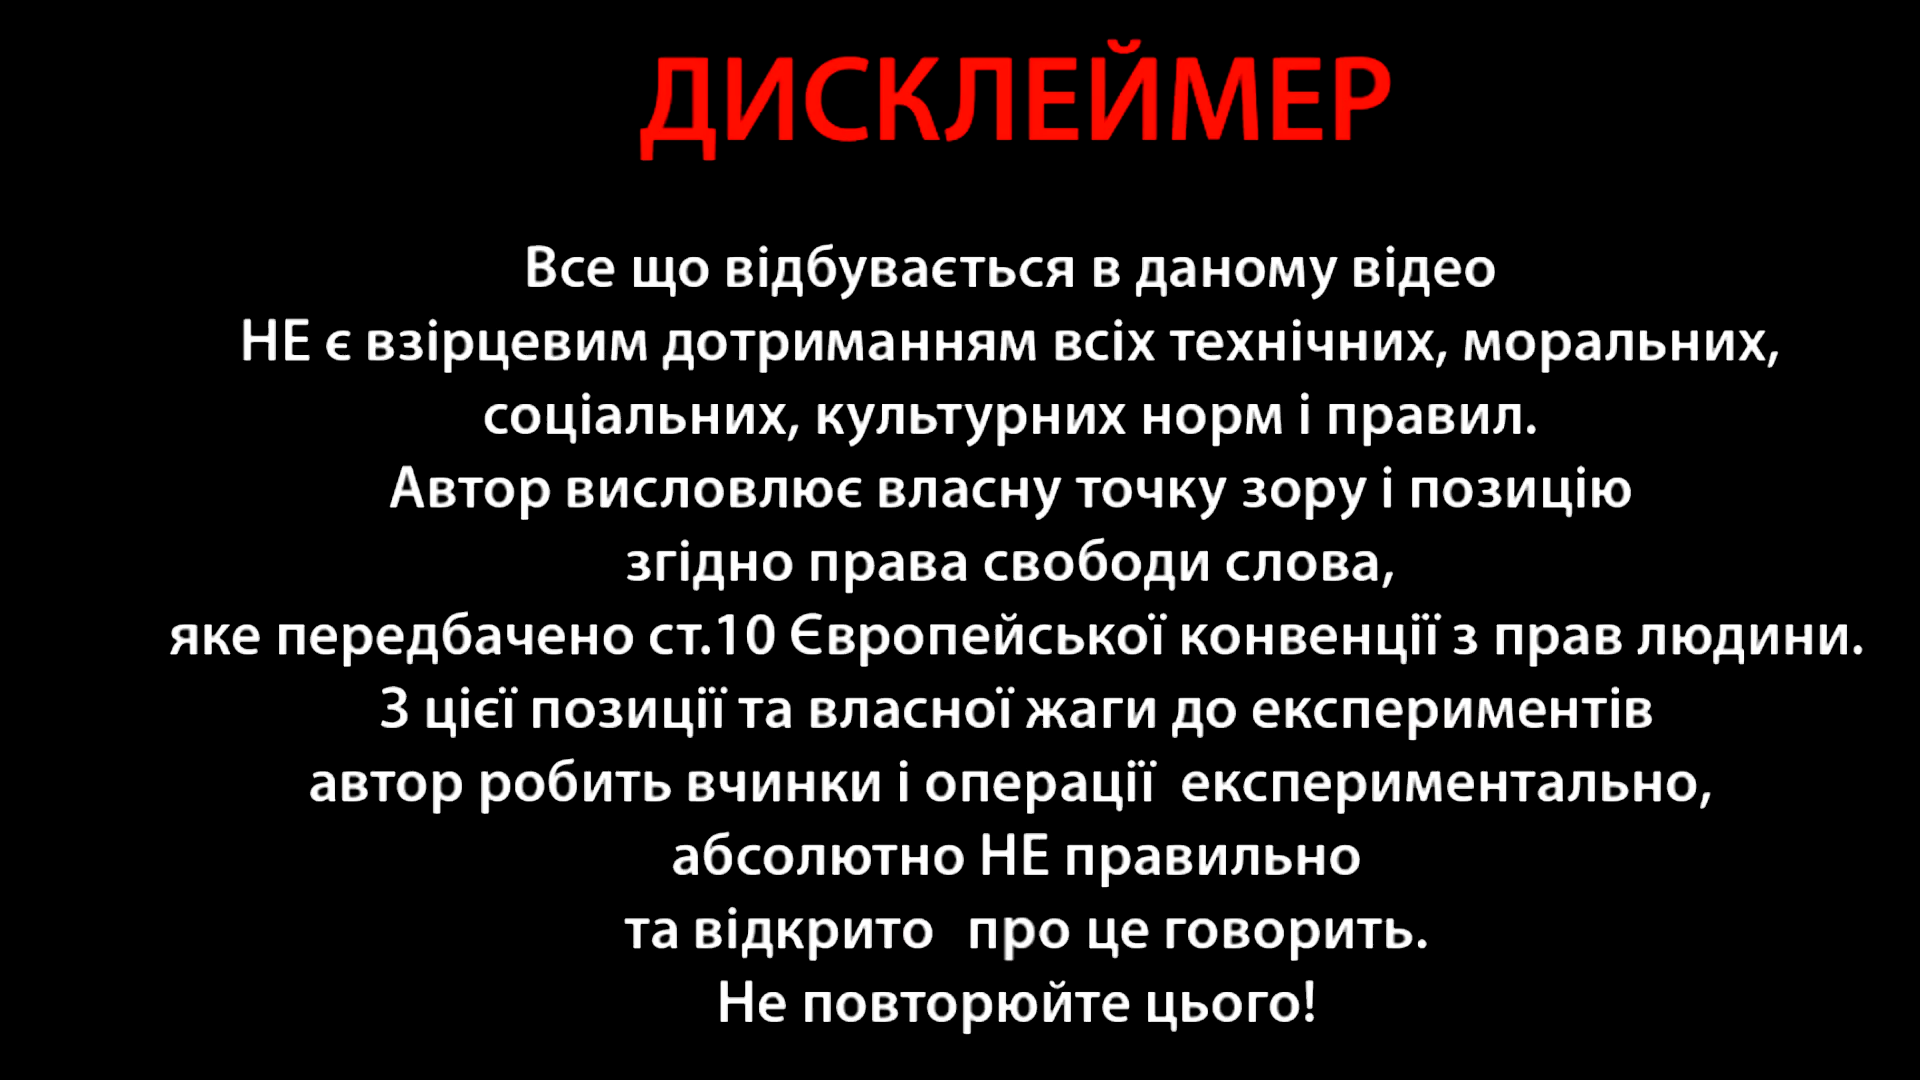 ДИСКЛЕЙМЕР
Все що відбувається в даному відео
НЕ є взірцевим дотриманням всіх технічних, моральних,
соціальних, культурних норм і правил.
Автор висловлює власну точку зору і позицію
згідно права свободи слова,
яке передбачено ст.10 Європейської конвенції з прав людини.
З цієї позиції та власної жаги до експериментів
автор робить вчинки і операції експериментально,
абсолютно НЕ правильно
та відкрито про це говорить.
Не повторюйте цього!